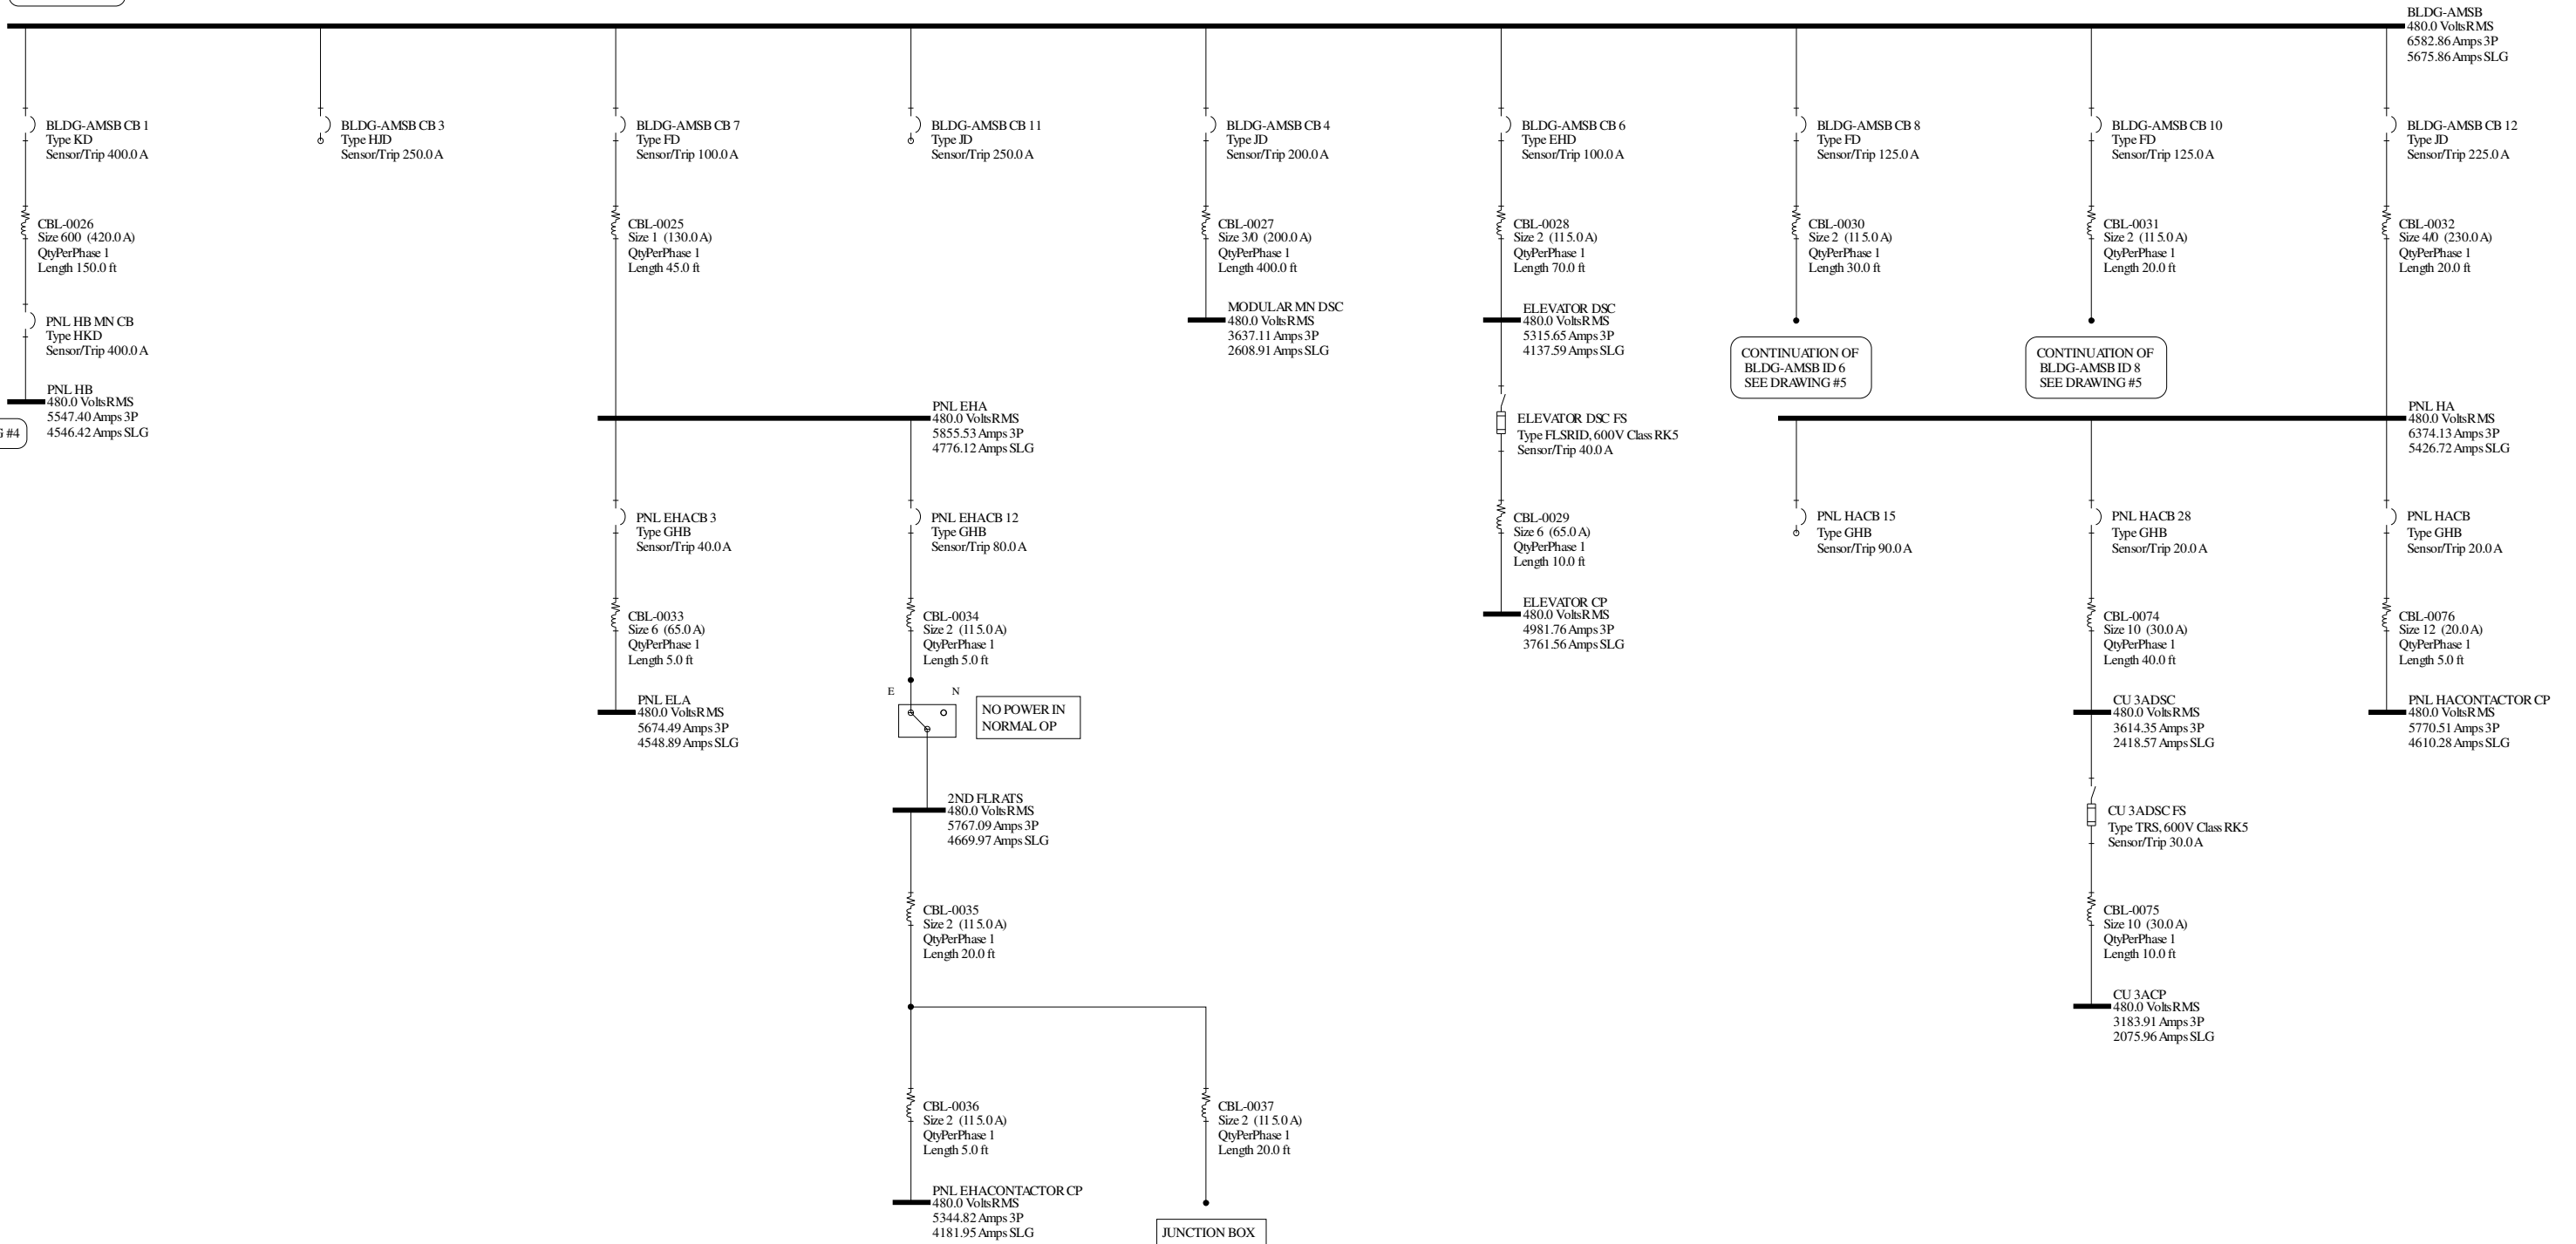 BLDG-AMSB
480.0 VoltsRMS
6582.86 Amps 3P
5675.86 Amps SLG
BLDG-AMSB CB 1
Type KD
Sensor/Trip 400.0 A
BLDG-AMSB CB 3
Type HJD
Sensor/Trip 250.0 A
BLDG-AMSB CB 7
Type FD
Sensor/Trip 100.0 A
BLDG-AMSB CB 11
Type JD
Sensor/Trip 250.0 A
BLDG-AMSB CB 4
Type JD
Sensor/Trip 200.0 A
BLDG-AMSB CB 6
Type EHD
Sensor/Trip 100.0 A
BLDG-AMSB CB 8
Type FD
Sensor/Trip 125.0 A
BLDG-AMSB CB 10
Type FD
Sensor/Trip 125.0 A
BLDG-AMSB CB 12
Type JD
Sensor/Trip 225.0 A
CBL-0026
Size 600 (420.0 A)
QtyPerPhase 1
Length 150.0 ft
CBL-0025
Size 1 (130.0 A)
QtyPerPhase 1
Length 45.0 ft
CBL-0027
Size 3/0 (200.0 A)
QtyPerPhase 1
Length 400.0 ft
CBL-0028
Size 2 (115.0 A)
QtyPerPhase 1
Length 70.0 ft
CBL-0030
Size 2 (115.0 A)
QtyPerPhase 1
Length 30.0 ft
CBL-0031
Size 2 (115.0 A)
QtyPerPhase 1
Length 20.0 ft
CBL-0032
Size 4/0 (230.0 A)
QtyPerPhase 1
Length 20.0 ft
PNL HB MN CB
Type HKD
Sensor/Trip 400.0 A
MODULAR MN DSC
480.0 VoltsRMS
3637.11 Amps 3P
2608.91 Amps SLG
ELEVATOR DSC
480.0 VoltsRMS
5315.65 Amps 3P
4137.59 Amps SLG
CONTINUATION OF
BLDG-AMSB ID 6
SEE DRAWING #5
CONTINUATION OF
BLDG-AMSB ID 8
SEE DRAWING #5
PNL HB
480.0 VoltsRMS
5547.40 Amps 3P
4546.42 Amps SLG
#4
PNL EHA
480.0 VoltsRMS
5855.53 Amps 3P
4776.12 Amps SLG
ELEVATOR DSC FS
Type FLSRID, 600V Class RK5
Sensor/Trip 40.0 A
PNL HA
480.0 VoltsRMS
6374.13 Amps 3P
5426.72 Amps SLG
PNL EHACB 3
Type GHB
Sensor/Trip 40.0 A
PNL EHACB 12
Type GHB
Sensor/Trip 80.0 A
CBL-0029
Size 6 (65.0 A)
QtyPerPhase 1
Length 10.0 ft
PNL HACB 15
Type GHB
Sensor/Trip 90.0 A
PNL HACB 28
Type GHB
Sensor/Trip 20.0 A
PNL HACB
Type GHB
Sensor/Trip 20.0 A
CBL-0033
Size 6 (65.0 A)
QtyPerPhase 1
Length 5.0 ft
CBL-0034
Size 2 (115.0 A)
QtyPerPhase 1
Length 5.0 ft
ELEVATOR CP
480.0 VoltsRMS
4981.76 Amps 3P
3761.56 Amps SLG
CBL-0074
Size 10 (30.0 A)
QtyPerPhase 1
Length 40.0 ft
CBL-0076
Size 12 (20.0 A)
QtyPerPhase 1
Length 5.0 ft
PNL ELA
480.0 VoltsRMS
5674.49 Amps 3P
4548.89 Amps SLG
E N
NO POWER IN
NORMAL OP
CU 3ADSC
480.0 VoltsRMS
3614.35 Amps 3P
2418.57 Amps SLG
PNL HACONTACTOR CP
480.0 VoltsRMS
5770.51 Amps 3P
4610.28 Amps SLG
2ND FLRATS
480.0 VoltsRMS
5767.09 Amps 3P
4669.97 Amps SLG
CU 3ADSC FS
Type TRS, 600V Class RK5
Sensor/Trip 30.0 A
CBL-0035
Size 2 (115.0 A)
QtyPerPhase 1
Length 20.0 ft
CBL-0075
Size 10 (30.0 A)
QtyPerPhase 1
Length 10.0 ft
CU 3ACP
480.0 VoltsRMS
3183.91 Amps 3P
2075.96 Amps SLG
CBL-0036
Size 2 (115.0 A)
QtyPerPhase 1
Length 5.0 ft
CBL-0037
Size 2 (115.0 A)
QtyPerPhase 1
Length 20.0 ft
PNL EHACONTACTOR CP
480.0 VoltsRMS
5344.82 Amps 3P
4181.95 Amps SLG
JUNCTION BOX